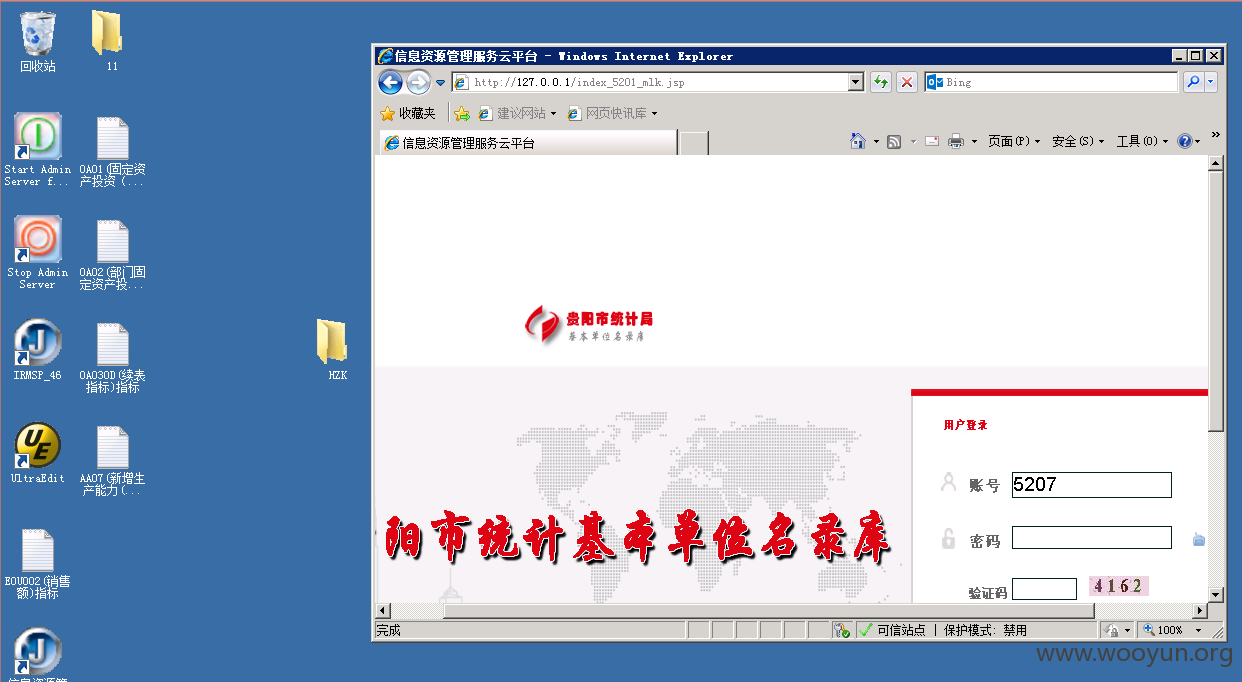 回收站
11
Start Admin
Server f...
0A01(固定资
产投资(...
Stop Admin
Server
0A02(部门固
定资产投...
IRMSP_46
0A030D(续表
指标)指标
HZK
UltraEdit
AA07(新增生
产能力(...
E0U002(销售
额)指标
信息资源管
信息资源管理服务云平台 - Windows Internet Explorer
http://127.0.0.1/index_5201_mlk.jsp
Bing
收藏夹
建议网站
网页快讯库
信息资源管理服务云平台
页面(P)
安全(S)
工具(O)
»
贵阳市统计局
基本单位名录库
用户登录
账号
5207
密码
验证码
4162
阳市统计基本单位名录库
完成
可信站点 | 保护模式: 禁用
100%
www.wooyun.org